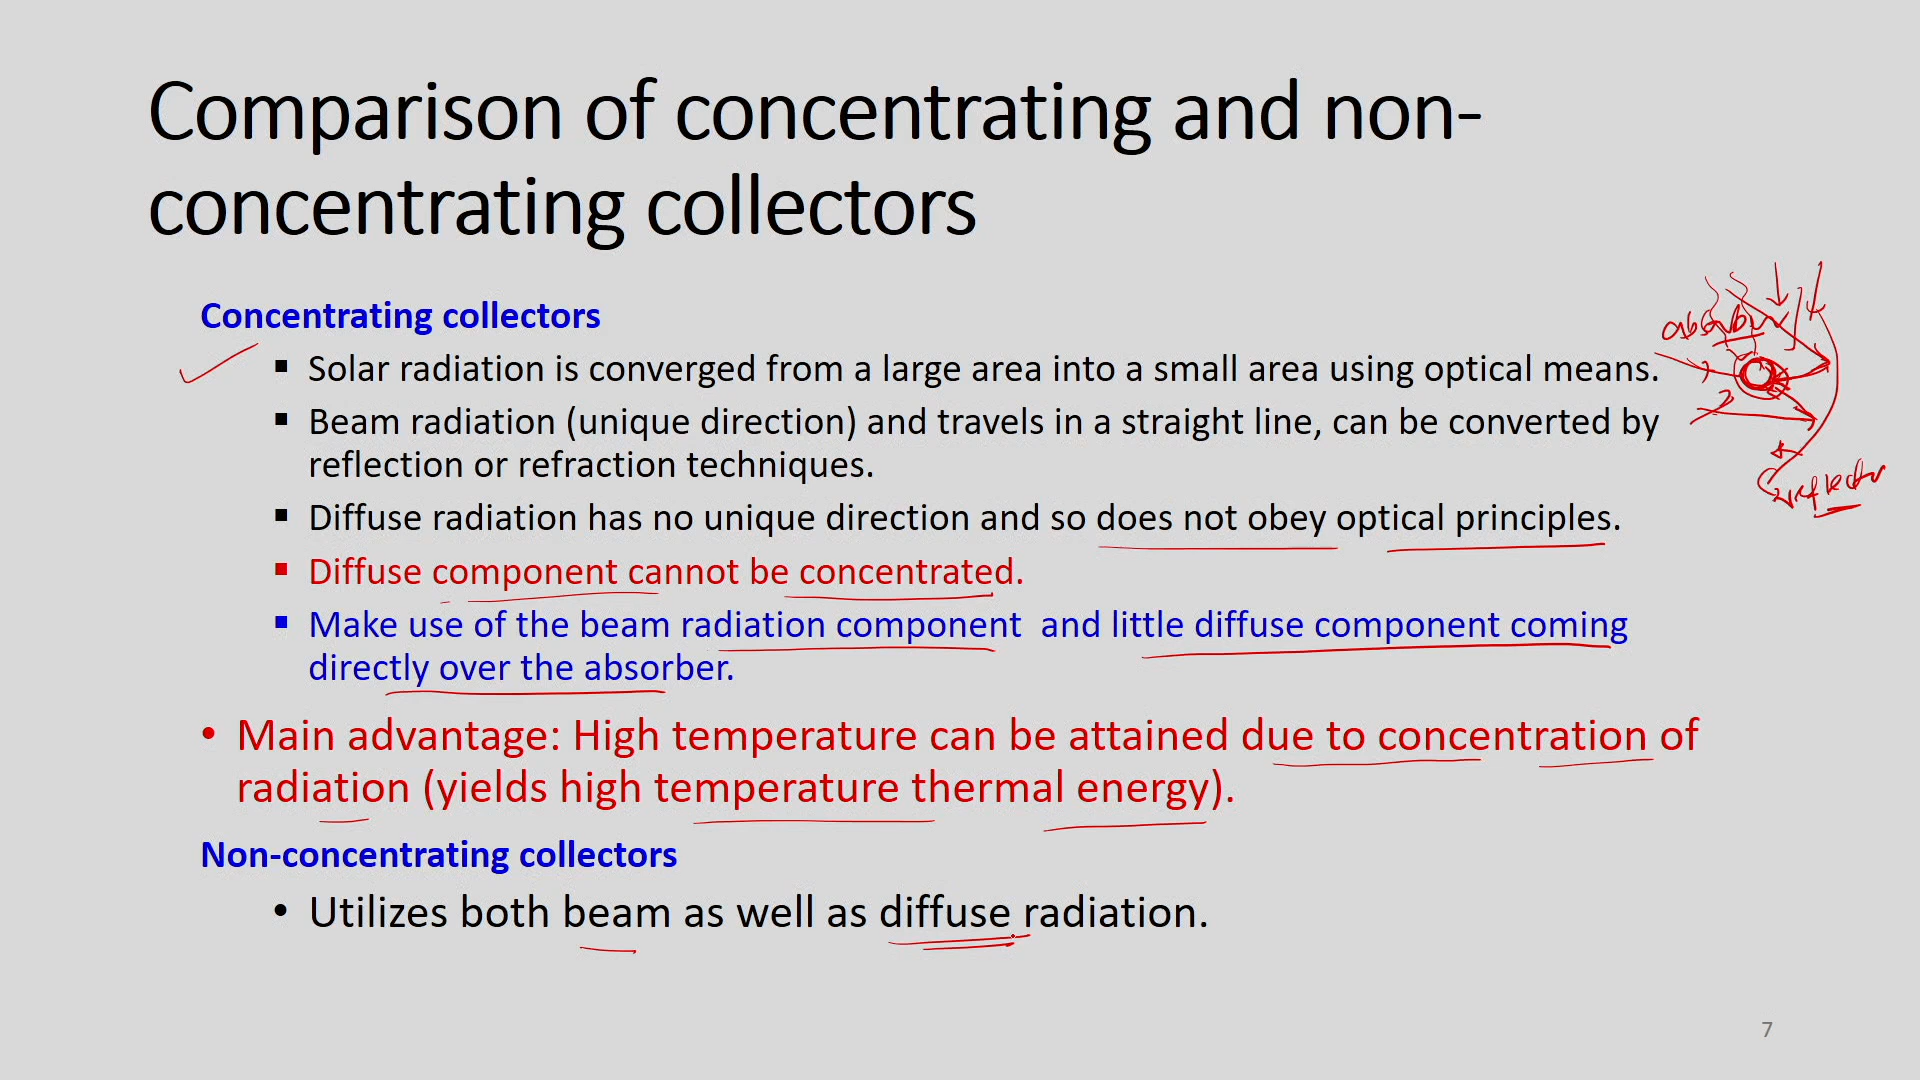 Comparison of concentrating and non-
concentrating collectors
Concentrating collectors
▪ Solar radiation is converged from a large area into a small area using optical means.
▪ Beam radiation (unique direction) and travels in a straight line, can be converted by
reflection or refraction techniques.
▪ Diffuse radiation has no unique direction and so does not obey optical principles.
▪ Diffuse component cannot be concentrated.
▪ Make use of the beam radiation component and little diffuse component coming
directly over the absorber.
• Main advantage: High temperature can be attained due to concentration of
radiation (yields high temperature thermal energy).
Non-concentrating collectors
• Utilizes both beam as well as diffuse radiation.
absorber
reflector
7